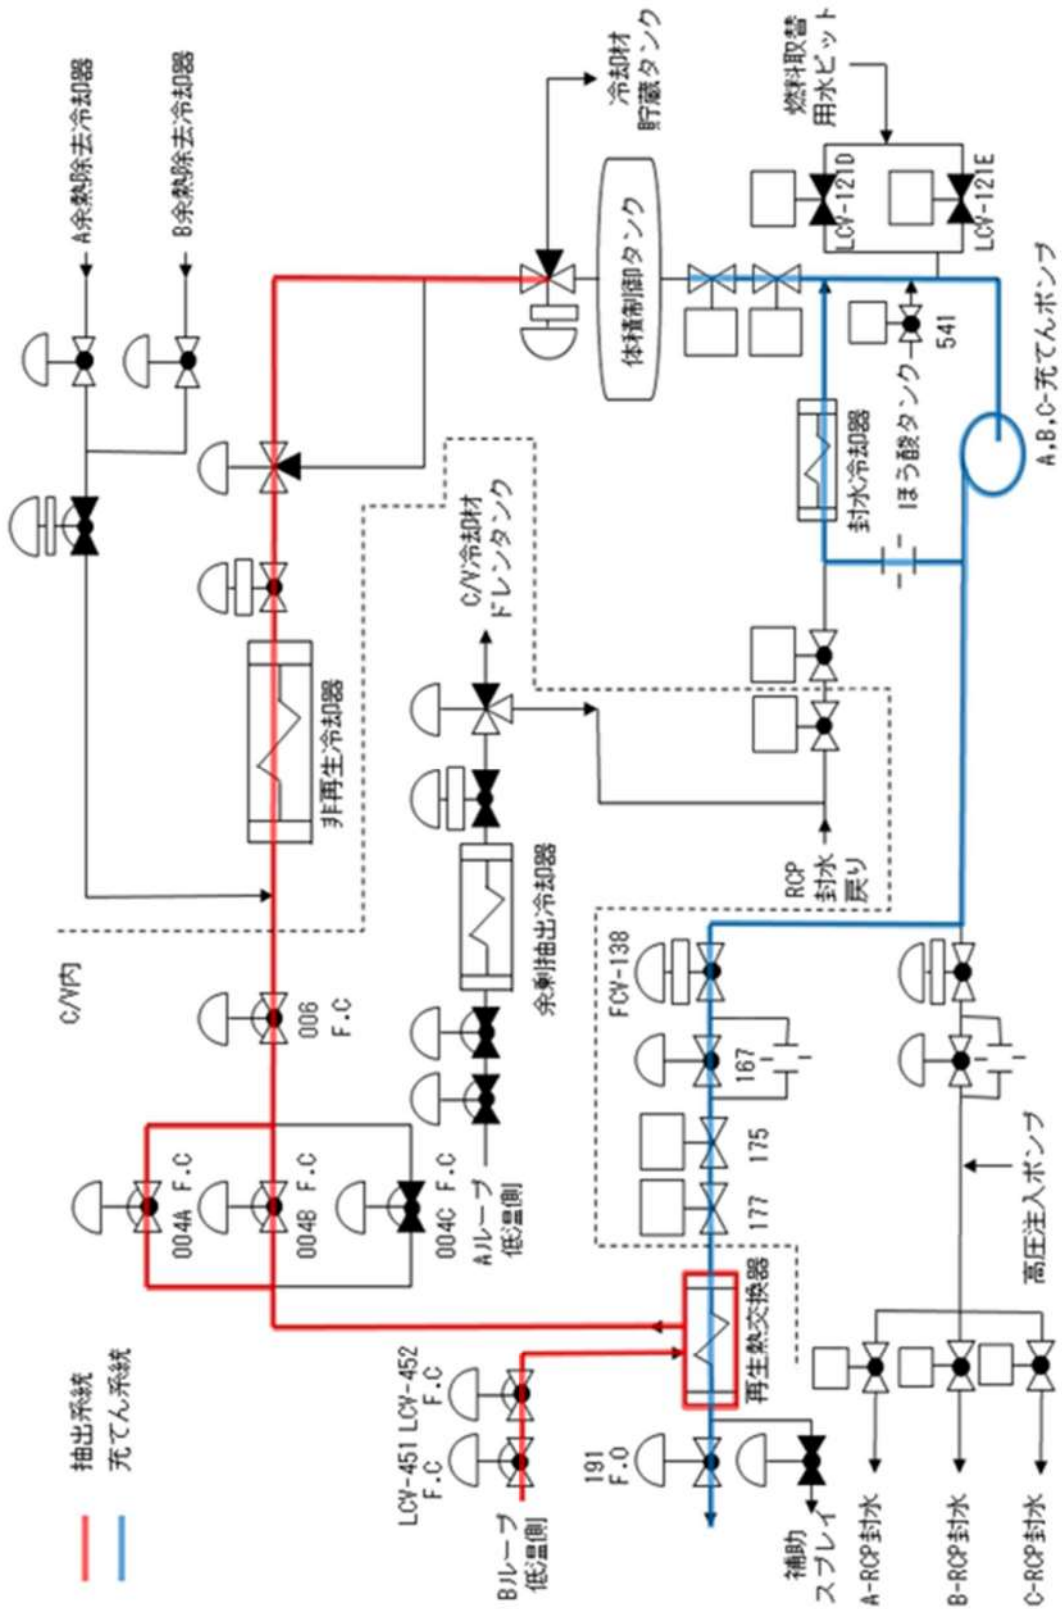 抽出系統
充てん系統
C/V内
A余熱除去冷却器
B余熱除去冷却器
004A F.C
004B F.C
004C F.C
006
F.C
非再生冷却器
LCV-451 LCV-452
F.C
F.C
Bループ
低温側
Aループ
低温側
余剰抽出冷却器
C/V冷却材
ドレンタンク
冷却材
貯蔵タンク
体積制御タンク
191
F.O
再生熱交換器
177
175
167
FCV-138
RCP
封水
戻り
封水冷却器
ほう酸タンク
541
燃料取替
用水ピット
LCV-121D
LCV-121E
補助
スプレイ
A-RCP封水
B-RCP封水
C-RCP封水
高圧注入ポンプ
A,B,C-充てんポンプ